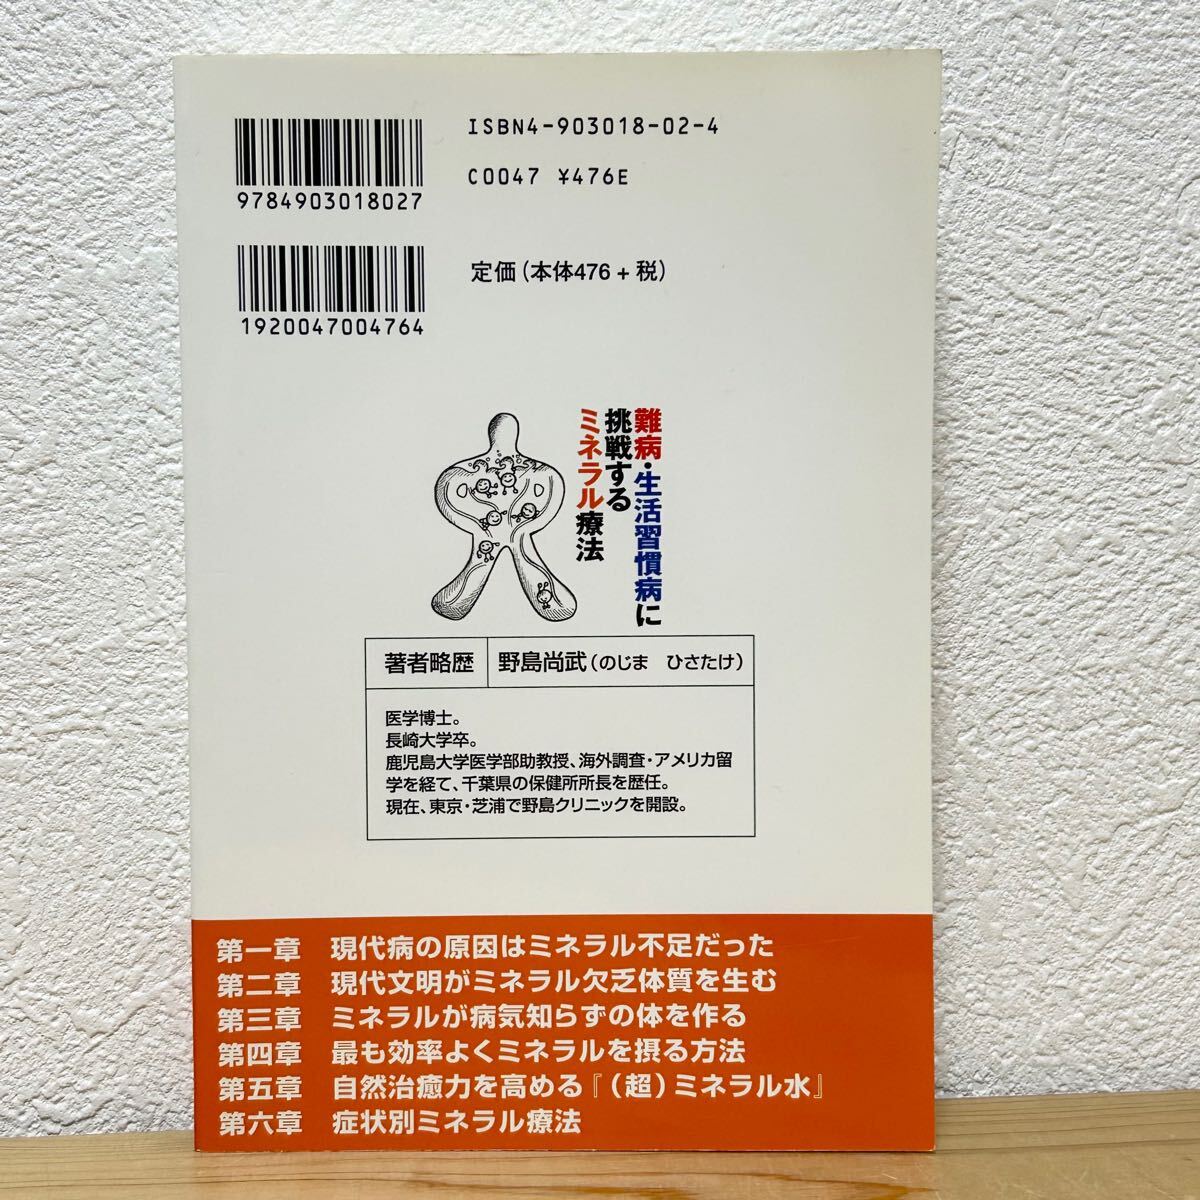 ISBN4-903018-02-4
9784903018027
C0047 ¥476E
1920047004764
定価(本体476 + 税)
難病・生活習慣病に
挑戦する
ミネラル療法
著者略歴 野島尚武(のじま ひさたけ)
医学博士。
長崎大学卒。
鹿児島大学医学部助教授、海外調査・アメリカ留
学を経て、千葉県の保健所所長を歴任。
現在、東京・芝浦で野島クリニックを開設。
第一章 現代病の原因はミネラル不足だった
第二章 現代文明がミネラル欠乏体質を生む
第三章 ミネラルが病気知らずの体を作る
第四章 最も効率よくミネラルを摂る方法
第五章 自然治癒力を高める『(超)ミネラル水』
第六章 症状別ミネラル療法